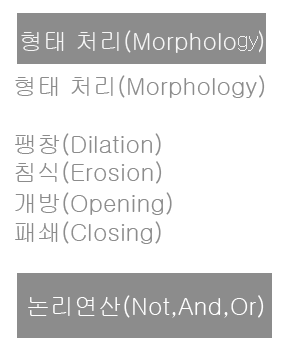 형태 처리(Morphology)
형태 처리(Morphology)
팽창(Dilation)
침식(Erosion)
개방(Opening)
패쇄(Closing)
논리연산(Not,And,Or)